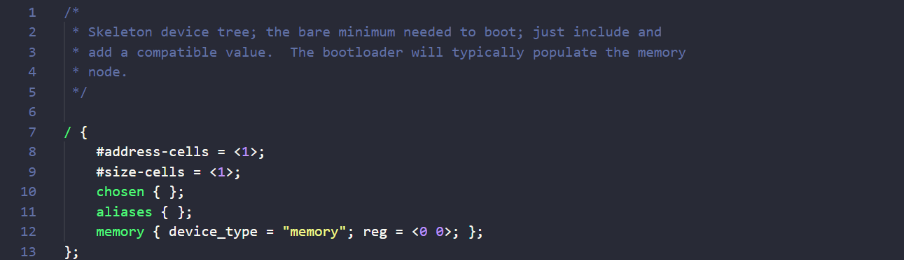 1 /*
2  * Skeleton device tree; the bare minimum needed to boot; just include and
3  * add a compatible value.  The bootloader will typically populate the memory
4  * node.
5  */
6
7 / {
8     #address-cells = <1>;
9     #size-cells = <1>;
10     chosen { };
11     aliases { };
12     memory { device_type = "memory"; reg = <0 0>; };
13 };